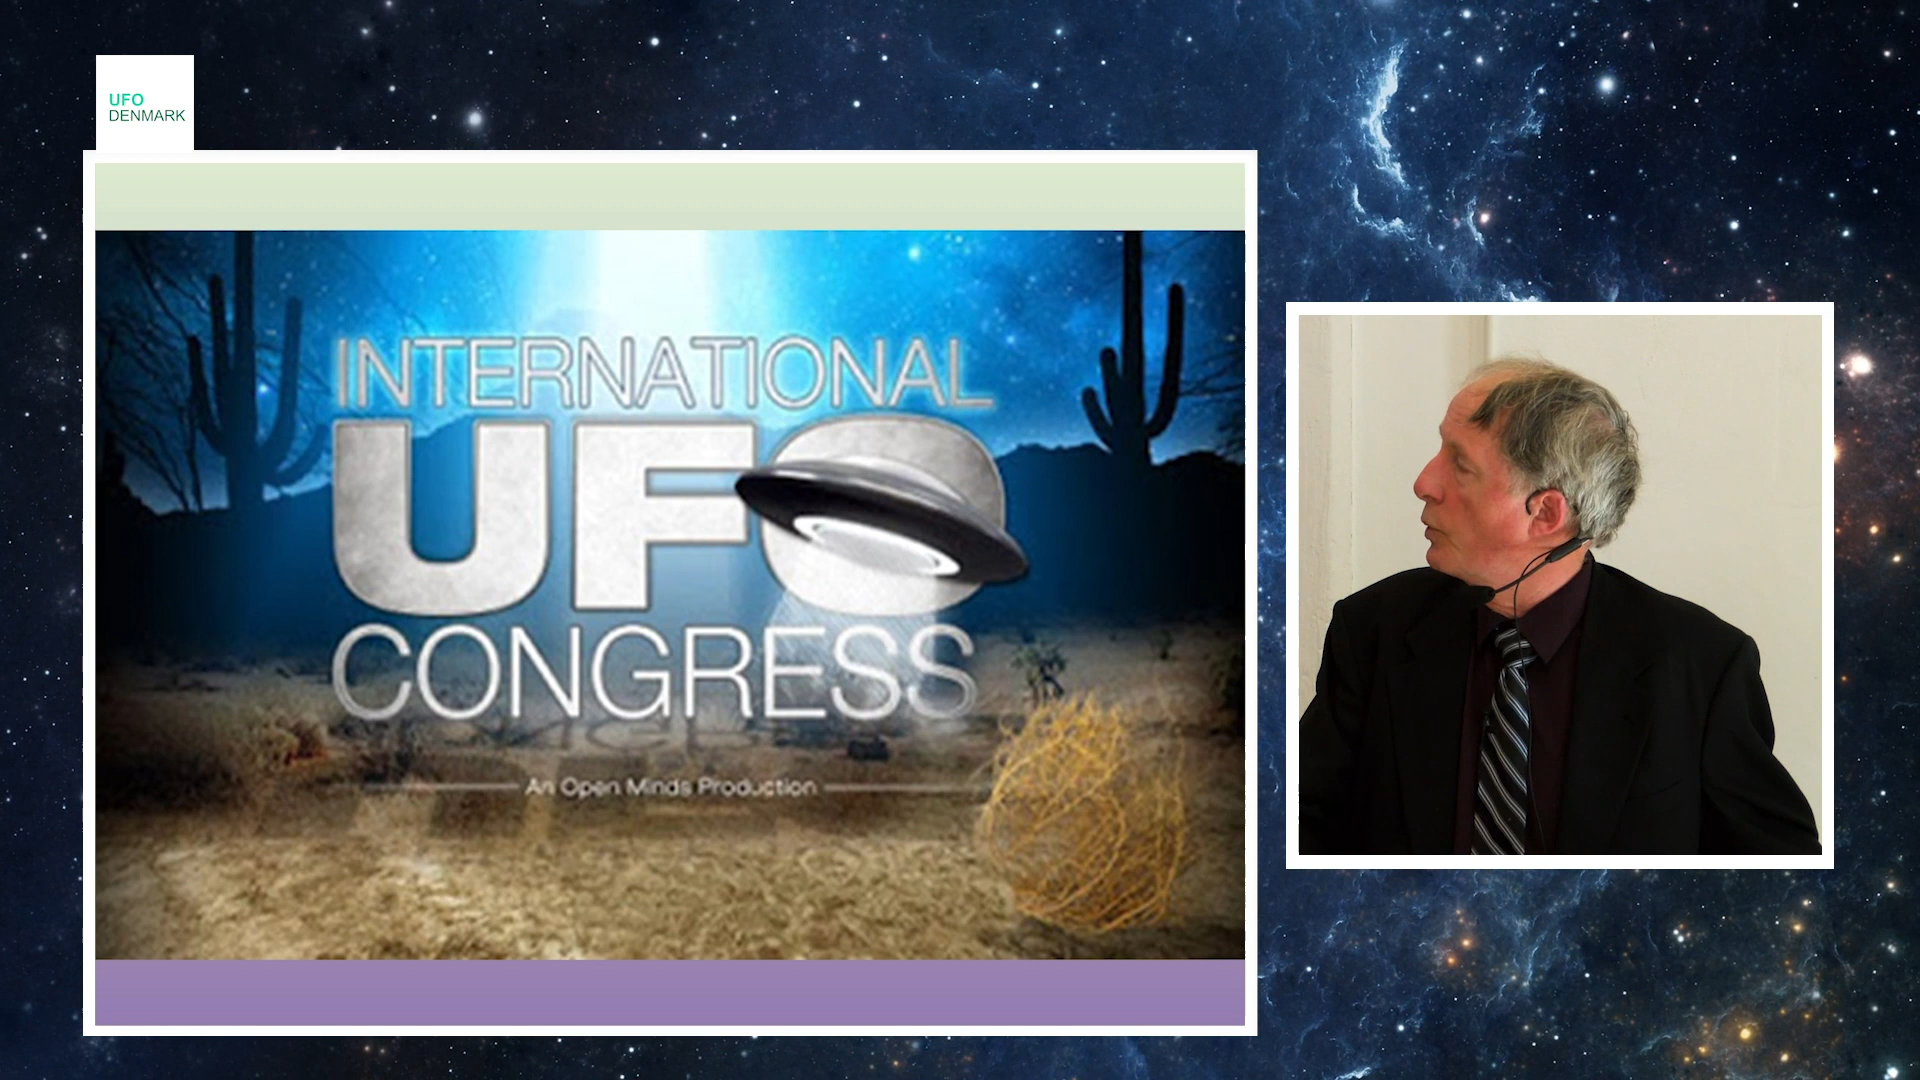 UFO
DENMARK
INTERNATIONAL
UFO
CONGRESS
An Open Minds Production